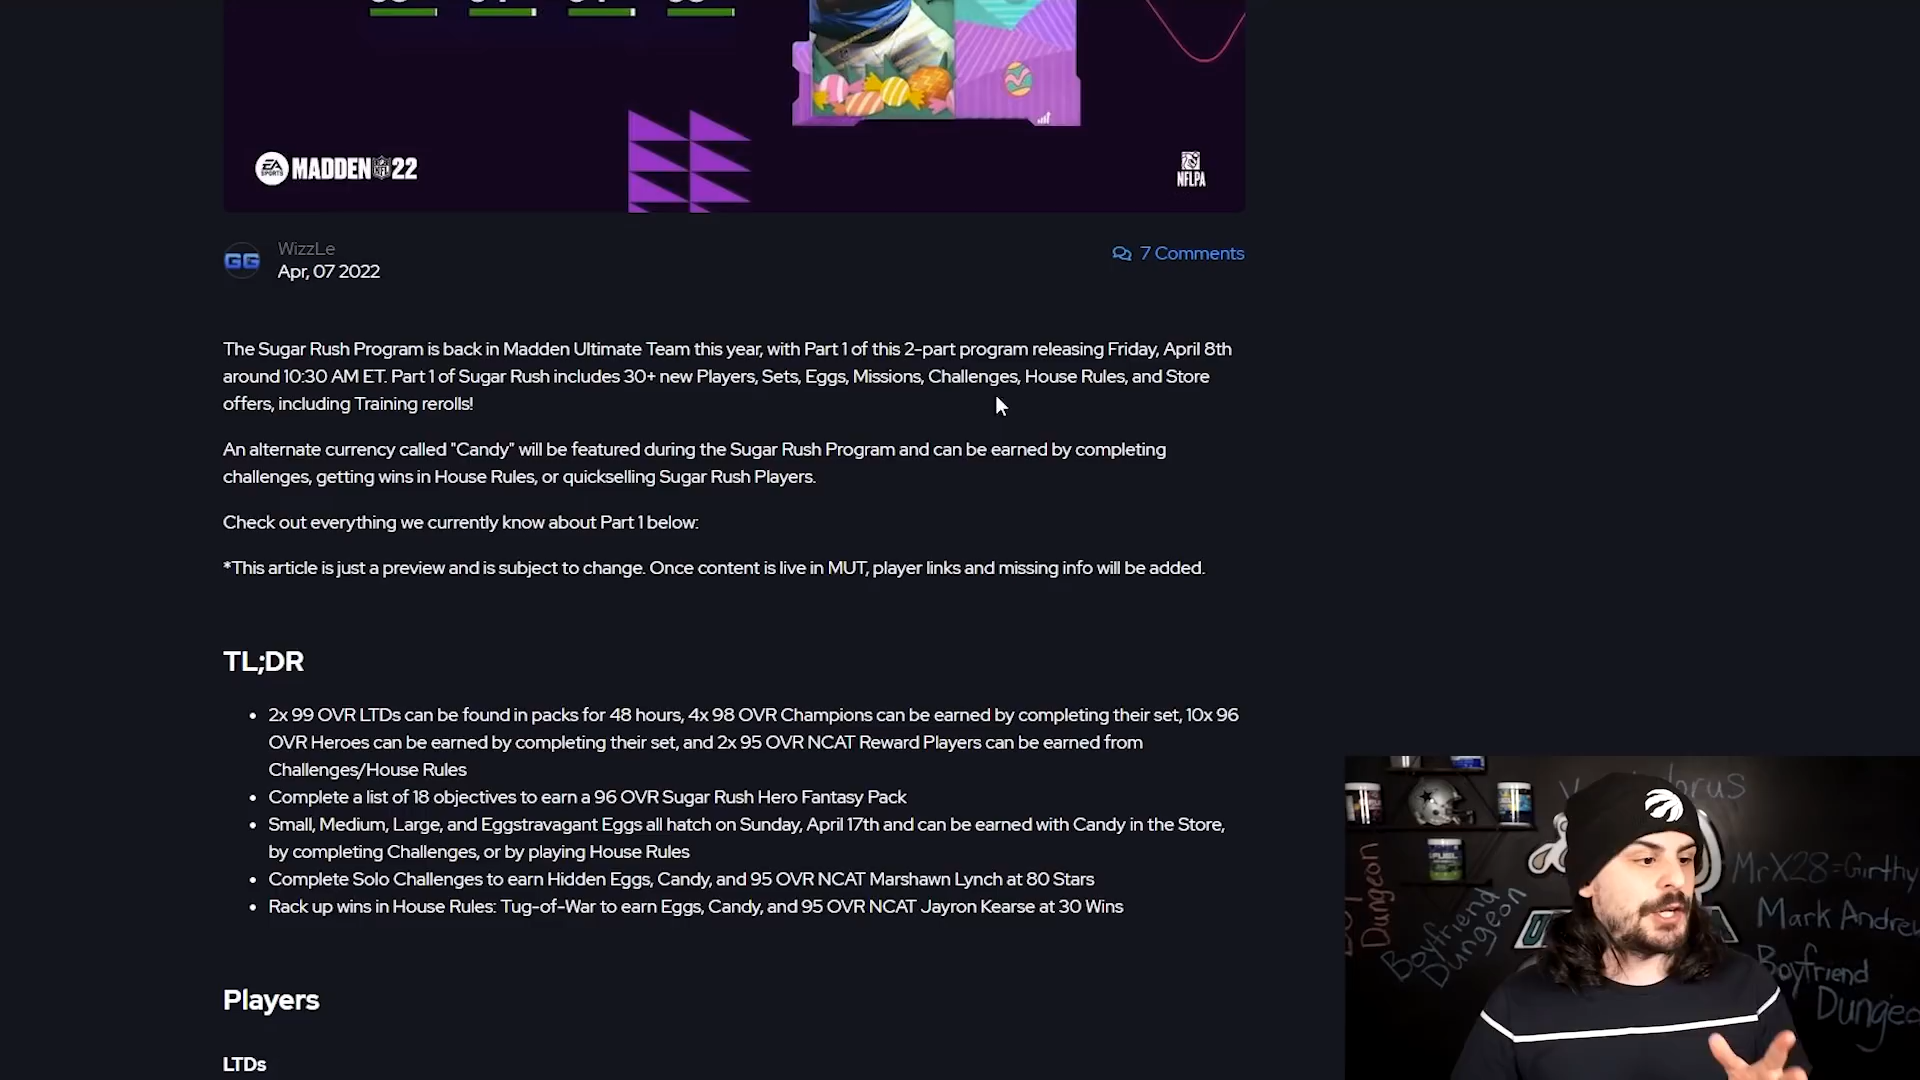 EA SPORTS MADDEN NFL 22
NFLPA
GG
WizzLe
Apr, 07 2022
7 Comments
The Sugar Rush Program is back in Madden Ultimate Team this year, with Part 1 of this 2-part program releasing Friday, April 8th
around 10:30 AM ET. Part 1 of Sugar Rush includes 30+ new Players, Sets, Eggs, Missions, Challenges, House Rules, and Store
offers, including Training rerolls!
An alternate currency called "Candy" will be featured during the Sugar Rush Program and can be earned by completing
challenges, getting wins in House Rules, or quickselling Sugar Rush Players.
Check out everything we currently know about Part 1 below:
*This article is just a preview and is subject to change. Once content is live in MUT, player links and missing info will be added.
TL;DR
• 2x 99 OVR LTDs can be found in packs for 48 hours, 4x 98 OVR Champions can be earned by completing their set, 10x 96
OVR Heroes can be earned by completing their set, and 2x 95 OVR NCAT Reward Players can be earned from
Challenges/House Rules
• Complete a list of 18 objectives to earn a 96 OVR Sugar Rush Hero Fantasy Pack
• Small, Medium, Large, and Eggstravagant Eggs all hatch on Sunday, April 17th and can be earned with Candy in the Store,
by completing Challenges, or by playing House Rules
• Complete Solo Challenges to earn Hidden Eggs, Candy, and 95 OVR NCAT Marshawn Lynch at 80 Stars
• Rack up wins in House Rules: Tug-of-War to earn Eggs, Candy, and 95 OVR NCAT Jayron Kearse at 30 Wins
Players
LTDs
Dungeon
Boyfriend
Dungeon
MrX28=Girthy
Mark Andrew
Boyfriend